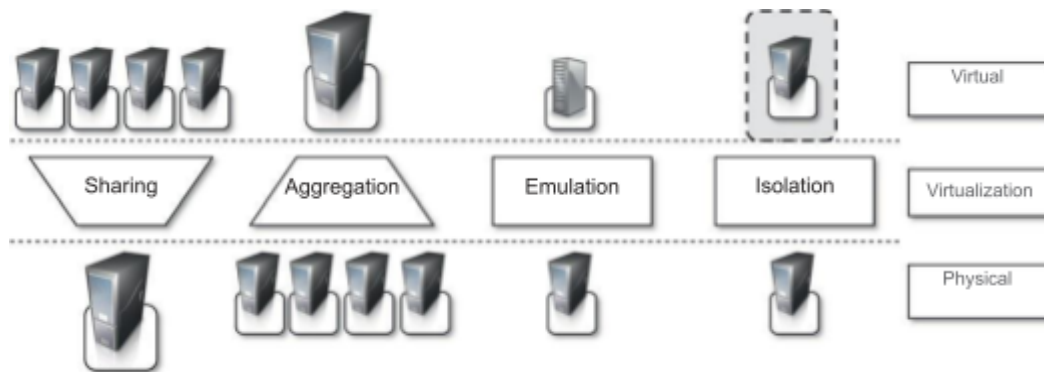 Virtual
Sharing
Aggregation
Emulation
Isolation
Virtualization
Physical